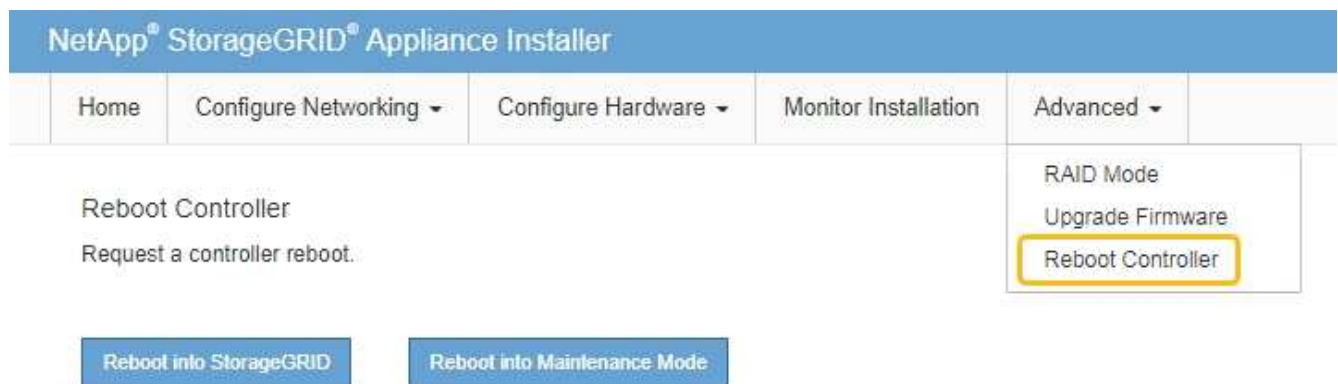 NetApp® StorageGRID® Appliance Installer
Home Configure Networking Configure Hardware Monitor Installation Advanced
RAID Mode
Upgrade Firmware
Reboot Controller
Reboot Controller
Request a controller reboot.
Reboot into StorageGRID Reboot into Maintenance Mode